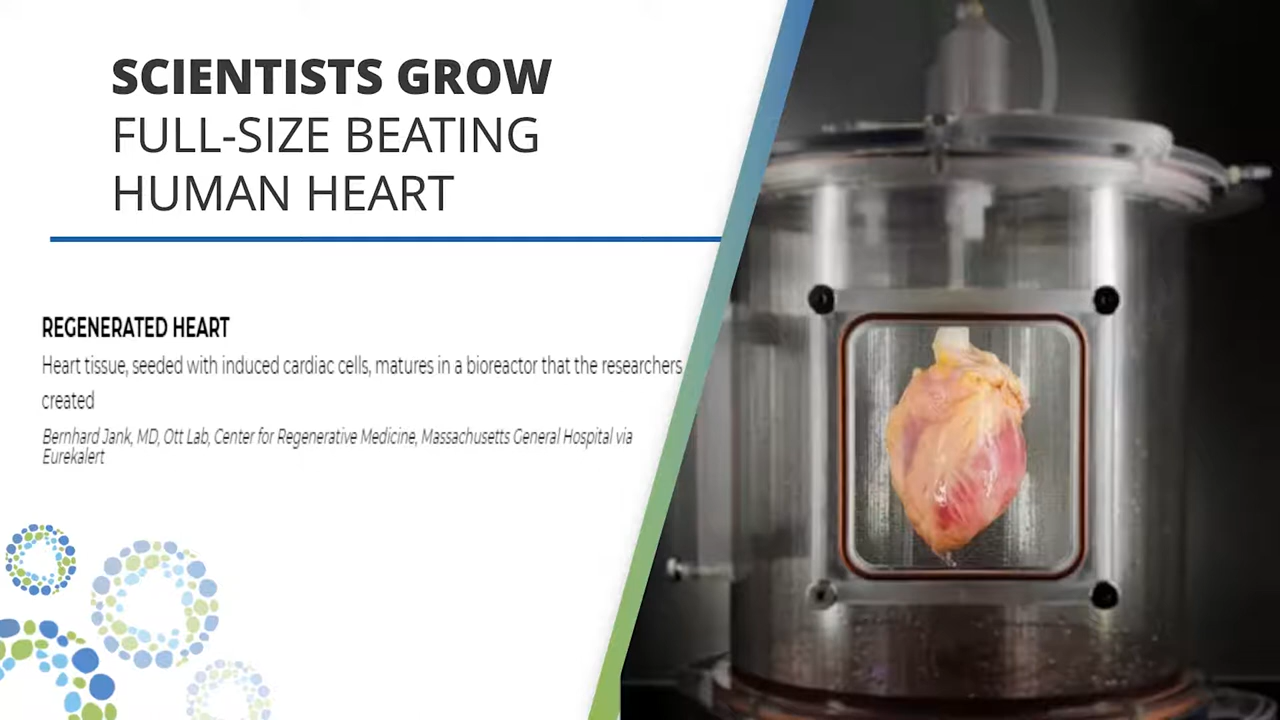 SCIENTISTS GROW
FULL-SIZE BEATING
HUMAN HEART
REGENERATED HEART
Heart tissue, seeded with induced cardiac cells, matures in a bioreactor that the researchers
created
Bernhard Jank, MD, Ott Lab, Center for Regenerative Medicine, Massachusetts General Hospital via
Eurekalert